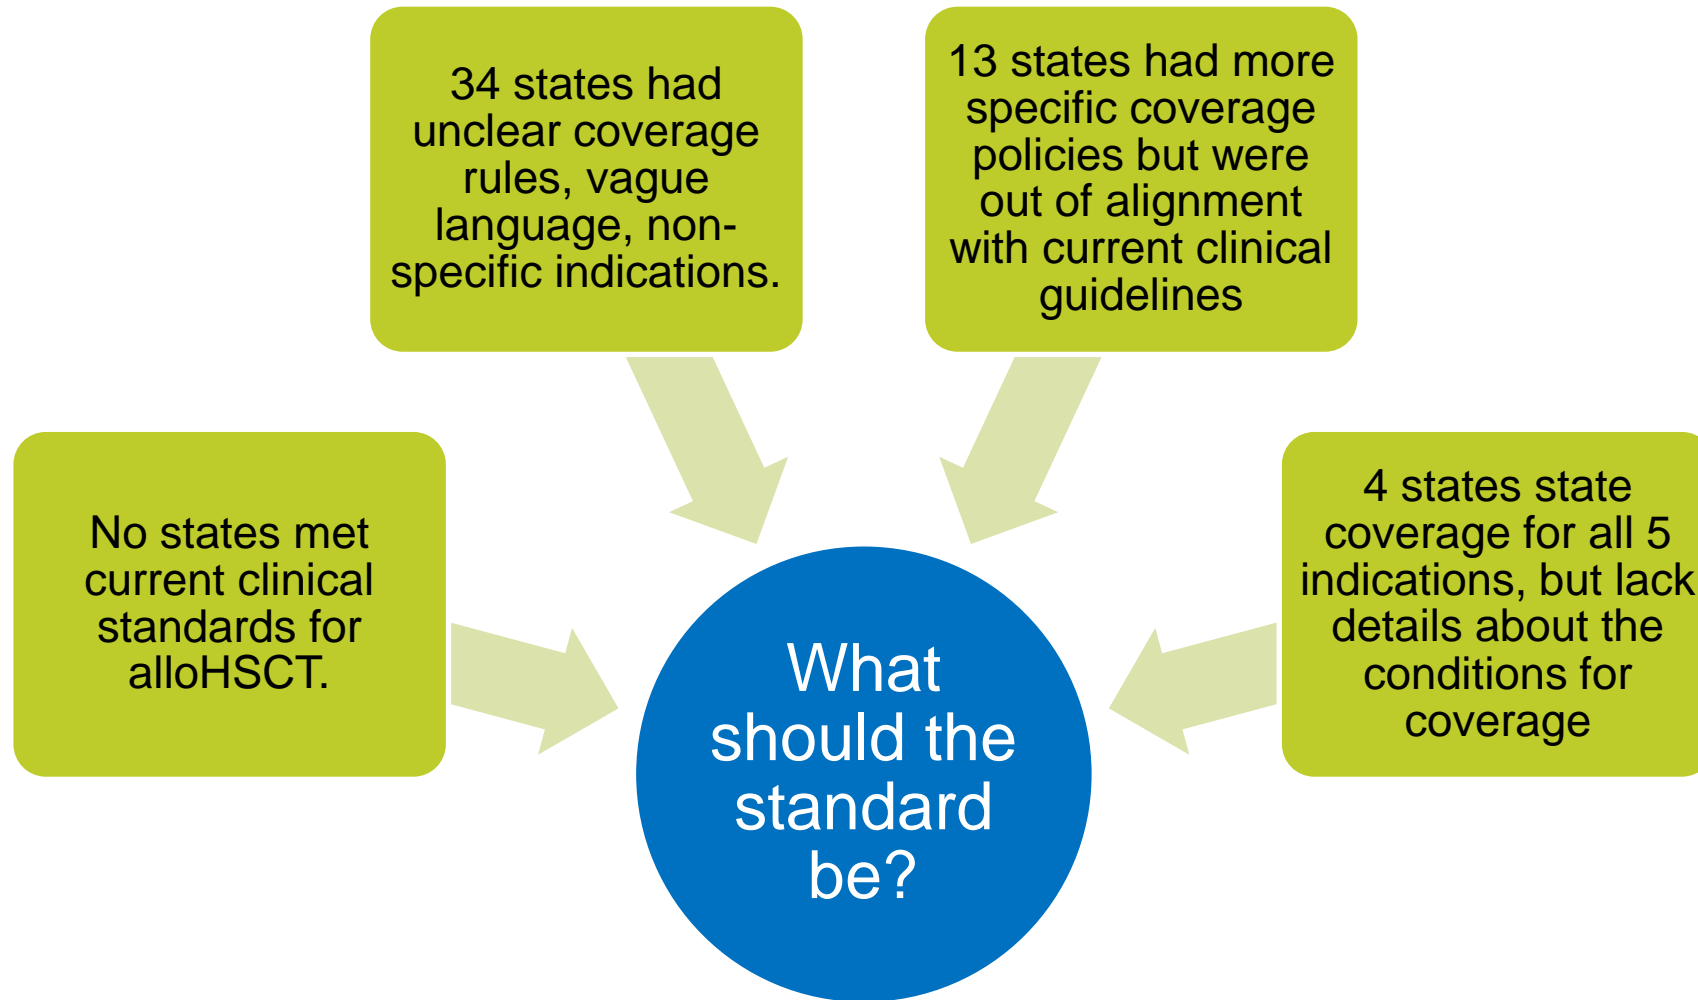 34 states had
unclear coverage
rules, vague
language, non-
specific indications.
13 states had more
specific coverage
policies but were
out of alignment
with current clinical
guidelines
No states met
current clinical
standards for
alloHSCT.
4 states state
coverage for all 5
indications, but lack
details about the
conditions for
coverage
What
should the
standard
be?